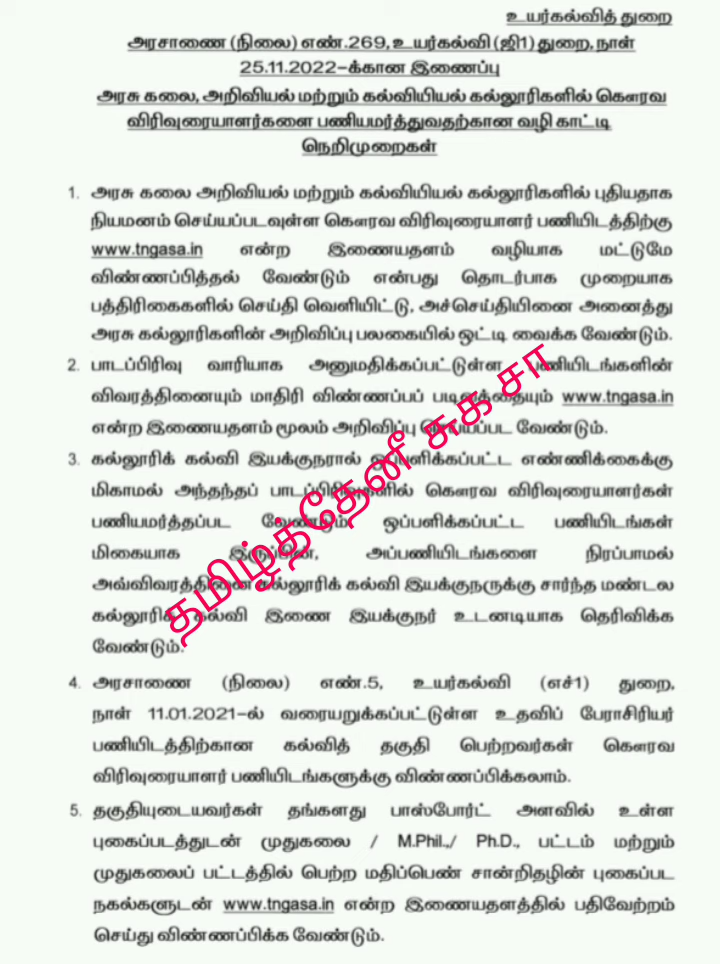 உயர்கல்வித் துறை
அரசாணை (நிலை) எண்.269, உயர்கல்வி (ஜி1) துறை, நாள்
25.11.2022-க்கான இணைப்பு
அரசு கலை, அறிவியல் மற்றும் கல்வியியல் கல்லூரிகளில் கௌரவ
விரிவுரையாளர்களை பணியமர்த்துவதற்கான வழி காட்டி
நெறிமுறைகள்
1. அரசு கலை அறிவியல் மற்றும் கல்வியியல் கல்லூரிகளில் புதியதாக
நியமனம் செய்யப்படவுள்ள கௌரவ விரிவுரையாளர் பணியிடத்திற்கு
www.tngasa.in என்ற இணையதளம் வழியாக மட்டுமே
விண்ணப்பித்தல் வேண்டும் என்பது தொடர்பாக முறையாக
பத்திரிகைகளில் செய்தி வெளியிட்டு, அச்செய்தியினை அனைத்து
அரசு கல்லூரிகளின் அறிவிப்பு பலகையில் ஒட்டி வைக்க வேண்டும்.
2. பாடப்பிரிவு வாரியாக அனுமதிக்கப்பட்டுள்ள பணியிடங்களின்
விவரத்தினையும் மாதிரி விண்ணப்பப் படிவத்தையும் www.tngasa.in
என்ற இணையதளம் மூலம் அறிவிப்பு செய்யப்பட வேண்டும்.
3. கல்லூரிக் கல்வி இயக்குநரால் ஒப்பளிக்கப்பட்ட எண்ணிக்கைக்கு
மிகாமல் அந்தந்தப் பாடப்பிரிவுகளில் கௌரவ விரிவுரையாளர்கள்
பணியமர்த்தப்பட வேண்டும். ஒப்பளிக்கப்பட்ட பணியிடங்கள்
மிகையாக இருப்பின், அப்பணியிடங்களை நிரப்பாமல்
அவ்விவரத்தினை கல்லூரிக் கல்வி இயக்குநருக்கு சார்ந்த மண்டல
கல்லூரிக் கல்வி இணை இயக்குநர் உடனடியாக தெரிவிக்க
வேண்டும்.
தமிழ்த்தேனீ சுக சா
4. அரசாணை (நிலை) எண்.5, உயர்கல்வி (எச்1) துறை,
நாள் 11.01.2021-ல் வரையறுக்கப்பட்டுள்ள உதவிப் பேராசிரியர்
பணியிடத்திற்கான கல்வித் தகுதி பெற்றவர்கள் கௌரவ
விரிவுரையாளர் பணியிடங்களுக்கு விண்ணப்பிக்கலாம்.
5. தகுதியுடையவர்கள் தங்களது பாஸ்போர்ட் அளவில் உள்ள
புகைப்படத்துடன் முதுகலை / M.Phil.,/ Ph.D., பட்டம் மற்றும்
முதுகலைப் பட்டத்தில் பெற்ற மதிப்பெண் சான்றிதழின் புகைப்பட
நகல்களுடன் www.tngasa.in என்ற இணையதளத்தில் பதிவேற்றம்
செய்து விண்ணப்பிக்க வேண்டும்.